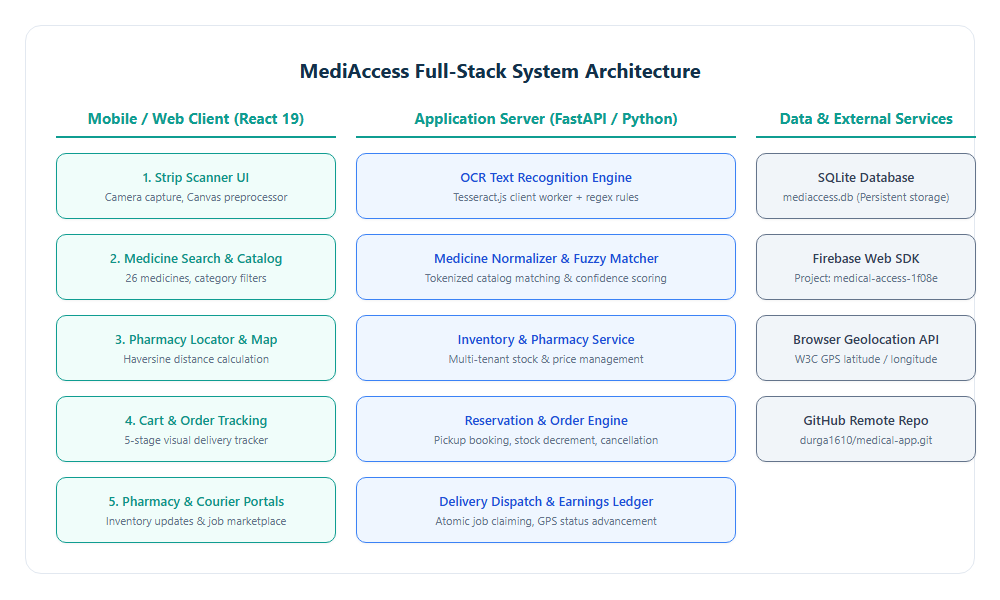 MediAccess Full-Stack System Architecture
Mobile / Web Client (React 19)
1. Strip Scanner UI
Camera capture, Canvas preprocessor
2. Medicine Search & Catalog
26 medicines, category filters
3. Pharmacy Locator & Map
Haversine distance calculation
4. Cart & Order Tracking
5-stage visual delivery tracker
5. Pharmacy & Courier Portals
Inventory updates & job marketplace
Application Server (FastAPI / Python)
OCR Text Recognition Engine
Tesseract.js client worker + regex rules
Medicine Normalizer & Fuzzy Matcher
Tokenized catalog matching & confidence scoring
Inventory & Pharmacy Service
Multi-tenant stock & price management
Reservation & Order Engine
Pickup booking, stock decrement, cancellation
Delivery Dispatch & Earnings Ledger
Atomic job claiming, GPS status advancement
Data & External Services
SQLite Database
mediaccess.db (Persistent storage)
Firebase Web SDK
Project: medical-access-1f08e
Browser Geolocation API
W3C GPS latitude / longitude
GitHub Remote Repo
durga1610/medical-app.git